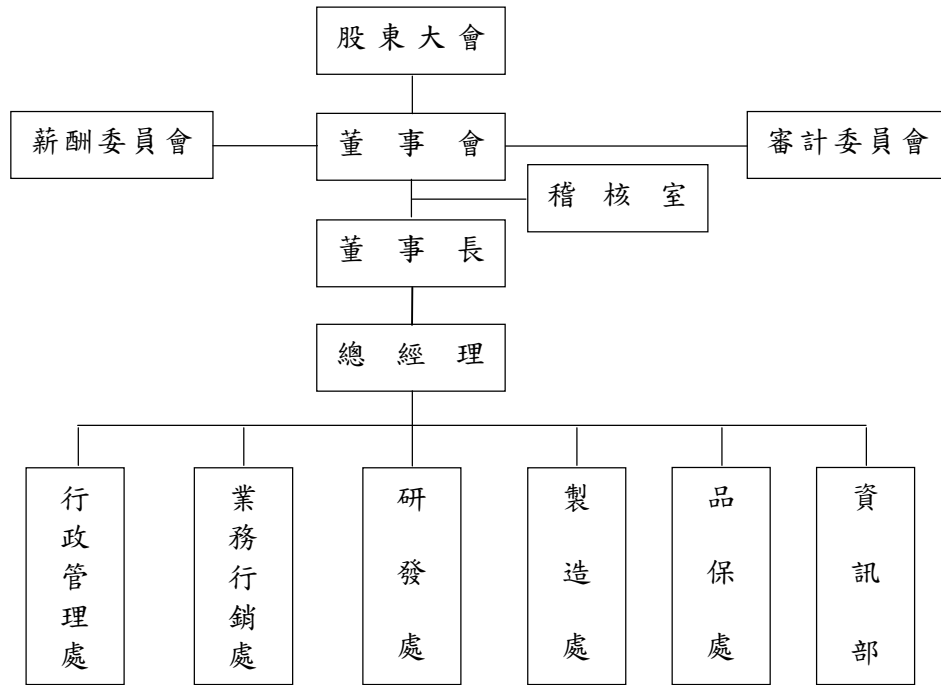 股東大會
薪酬委員會
董事會
審計委員會
稽核室
董事長
總經理
行政管理處
業務行銷處
研發處
製造處
品保處
資訊部